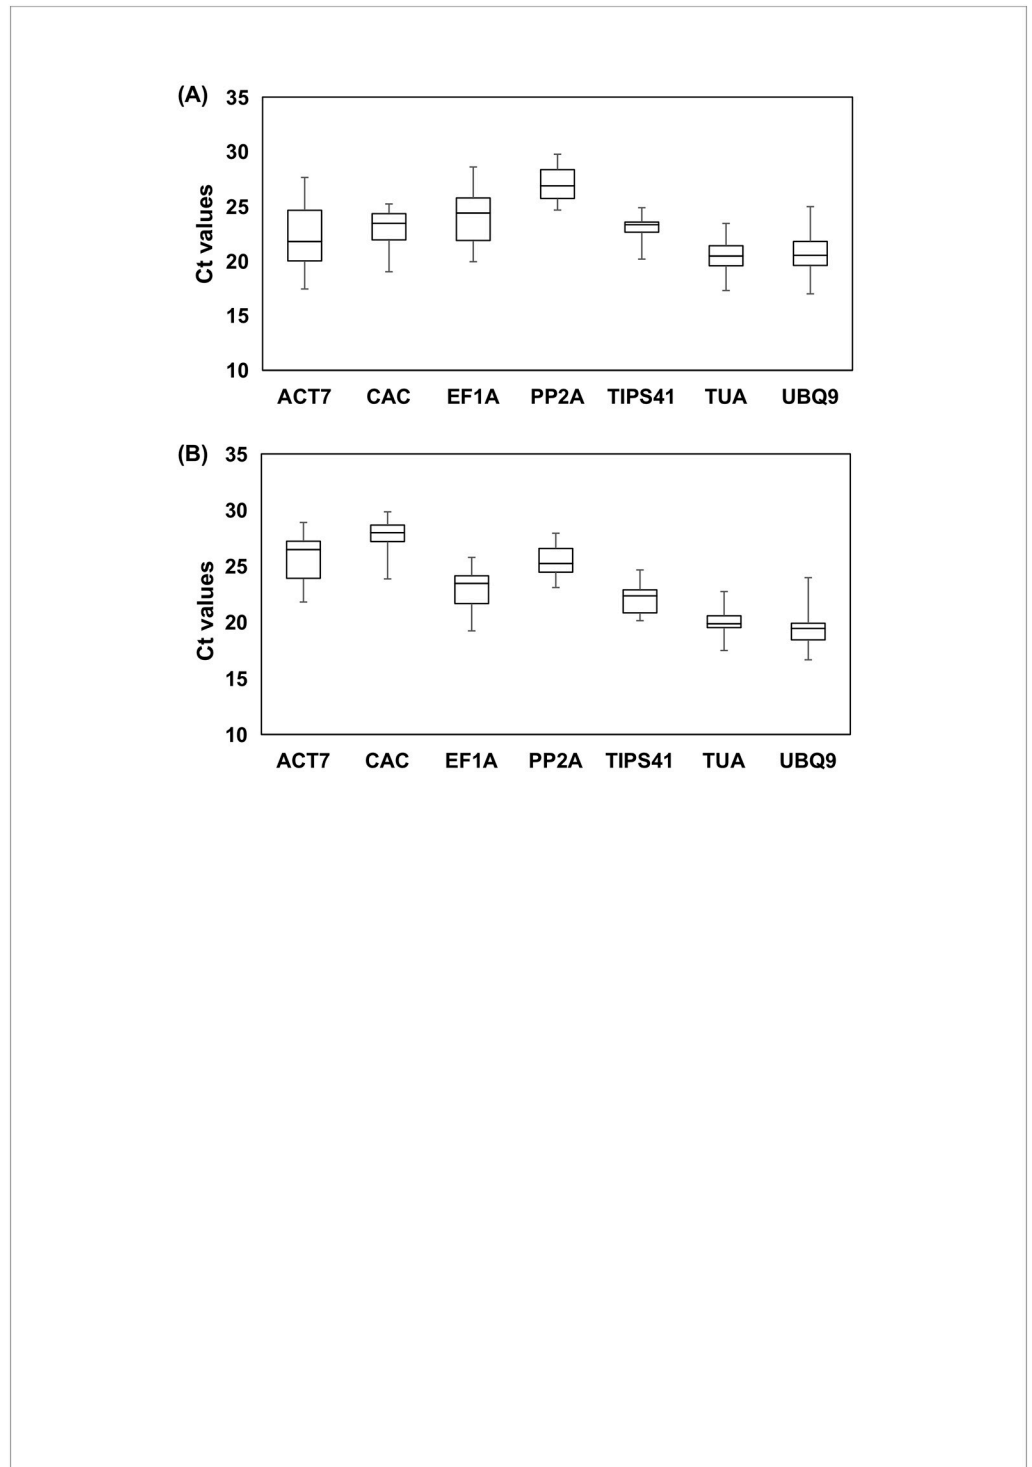 (A)
35
30
25
20
15
10
Ct values
ACT7 CAC EF1A PP2A TIPS41 TUA UBQ9
(B)
35
30
25
20
15
10
Ct values
ACT7 CAC EF1A PP2A TIPS41 TUA UBQ9